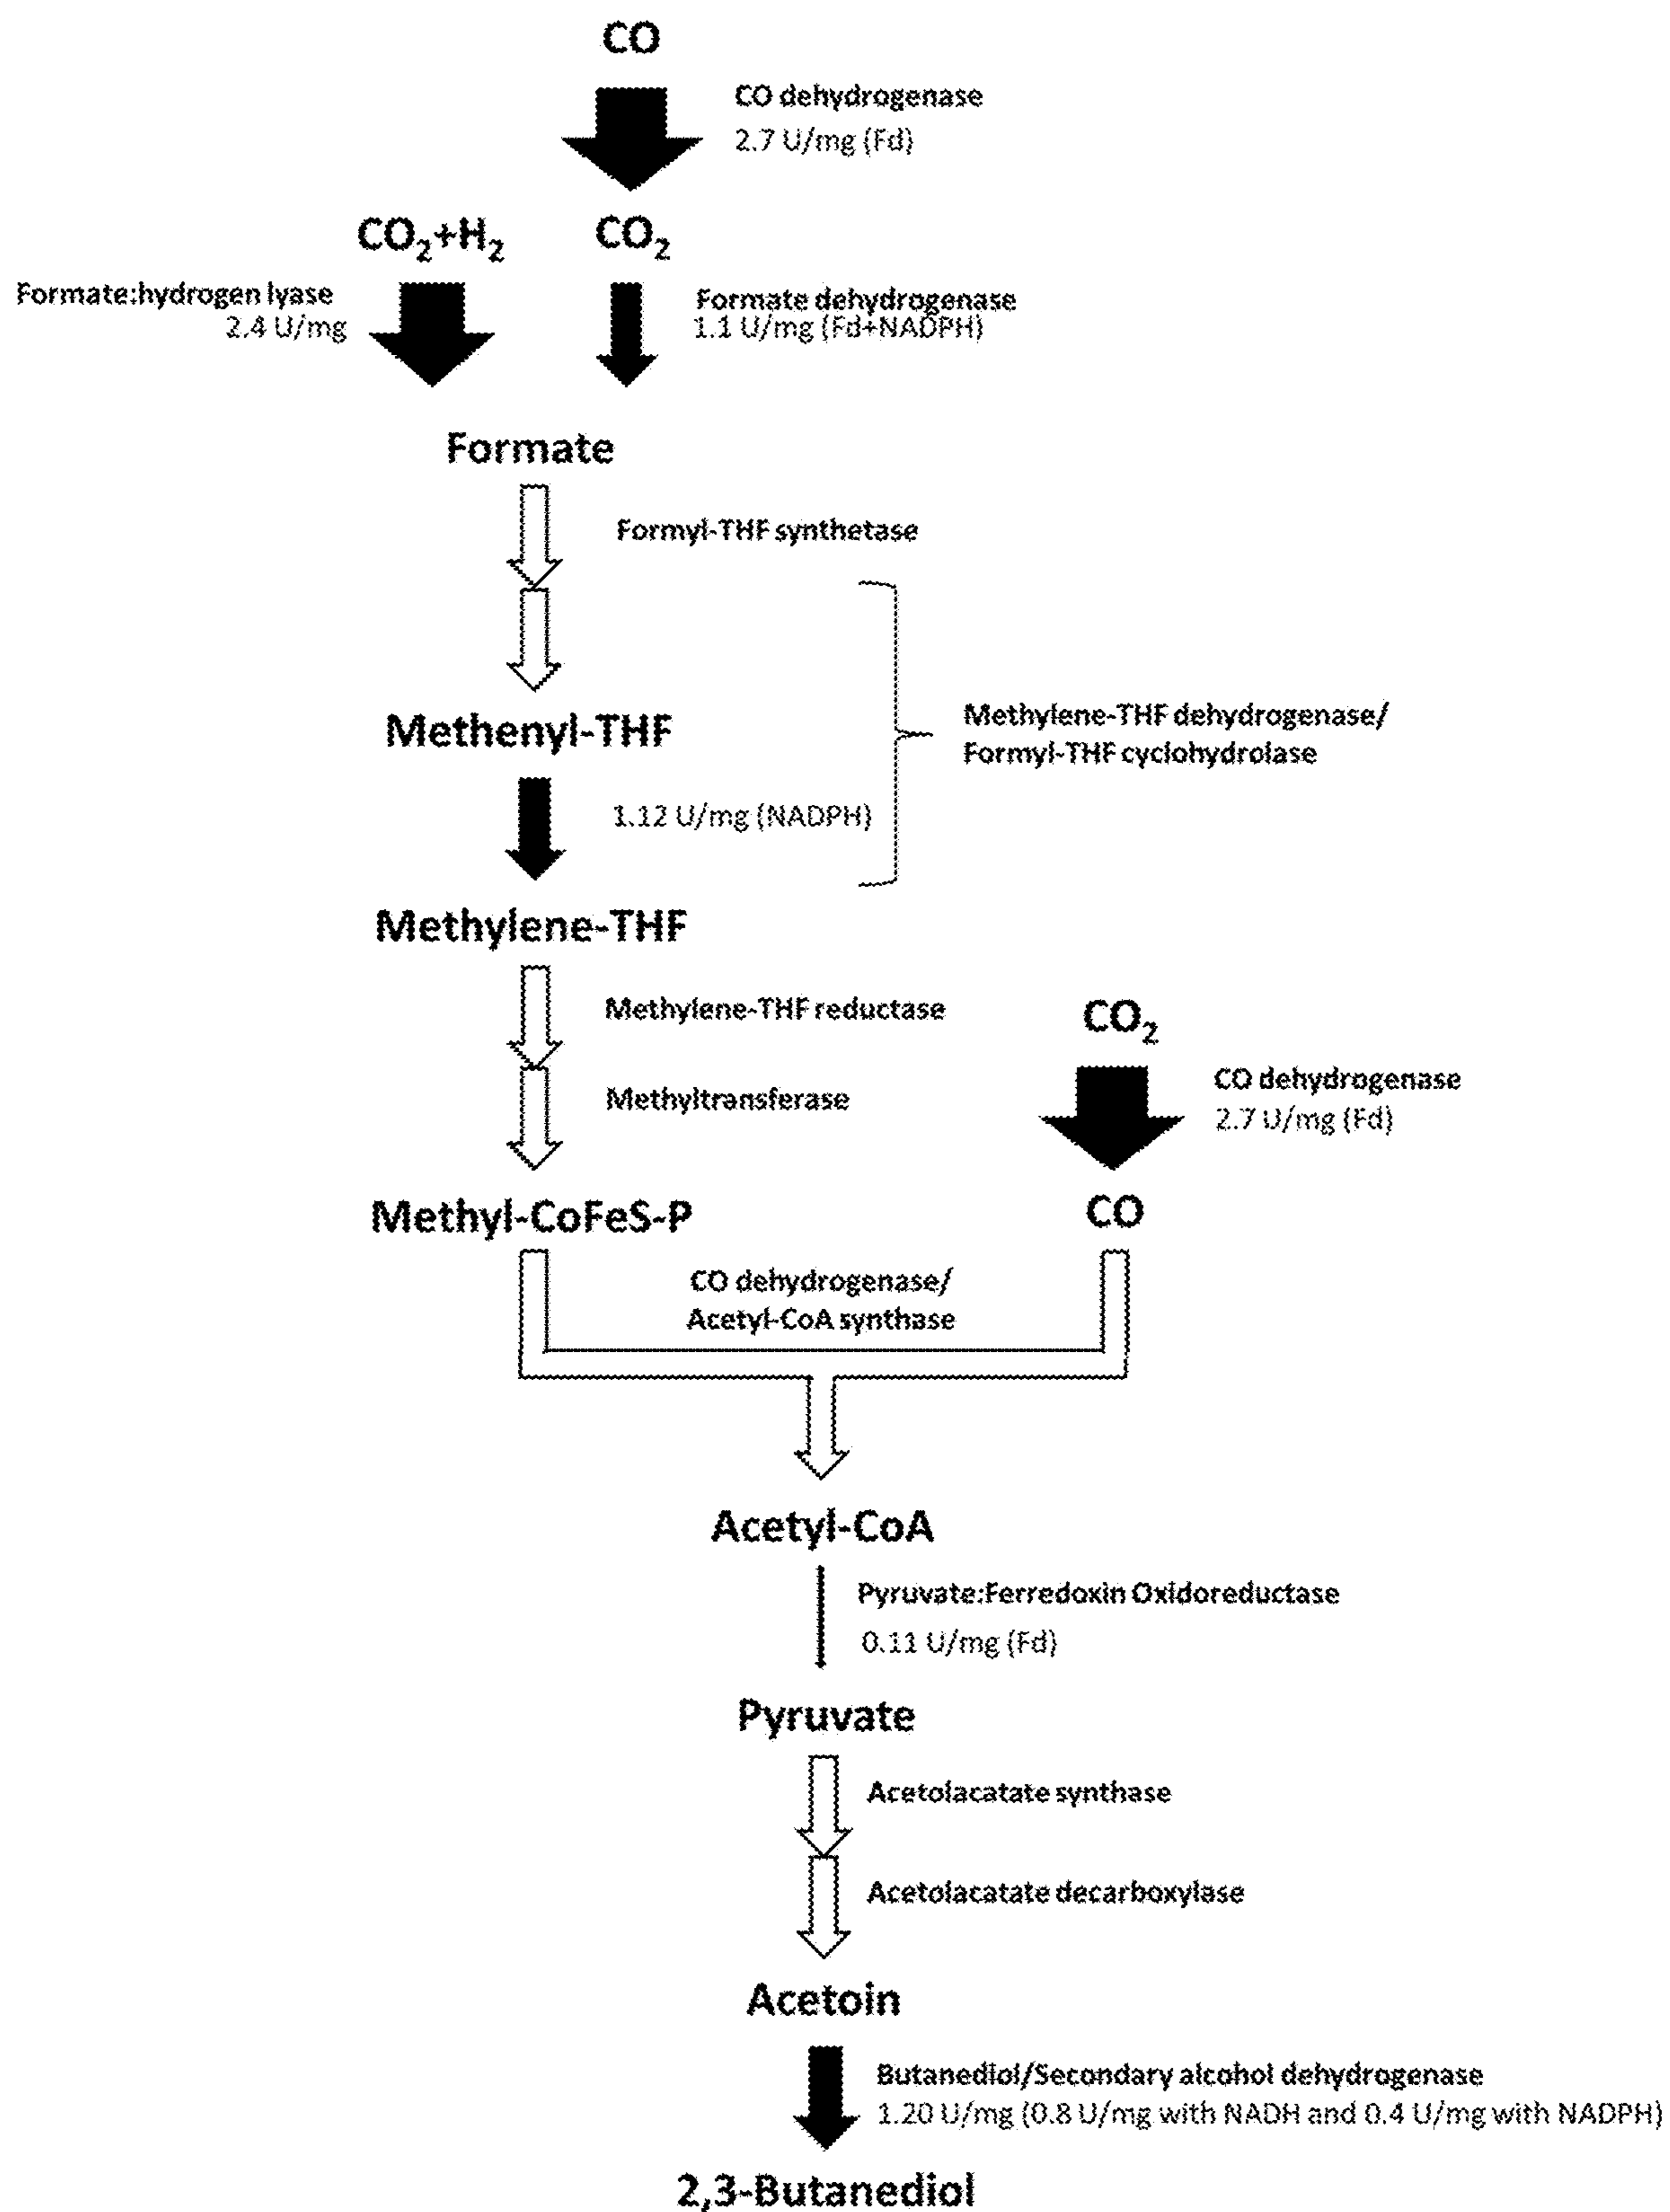 CO
CO dehydrogenase
2.7 U/mg (Fd)
CO₂+H₂
CO₂
Formate:hydrogen lyase
2.4 U/mg
Formate dehydrogenase
1.1 U/mg (Fd+NADPH)
Formate
Formyl-THF synthetase
Methenyl-THF
Methylene-THF dehydrogenase/
Formyl-THF cyclohydrolase
1.12 U/mg (NADPH)
Methylene-THF
Methylene-THF reductase
Methyltransferase
CO₂
CO dehydrogenase
2.7 U/mg (Fd)
Methyl-CoFeS-P
CO
CO dehydrogenase/
Acetyl-CoA synthase
Acetyl-CoA
Pyruvate:Ferredoxin Oxidoreductase
0.11 U/mg (Fd)
Pyruvate
Acetolacatate synthase
Acetolacatate decarboxylase
Acetoin
Butanediol/Secondary alcohol dehydrogenase
1.20 U/mg (0.8 U/mg with NADH and 0.4 U/mg with NADPH)
2,3-Butanediol